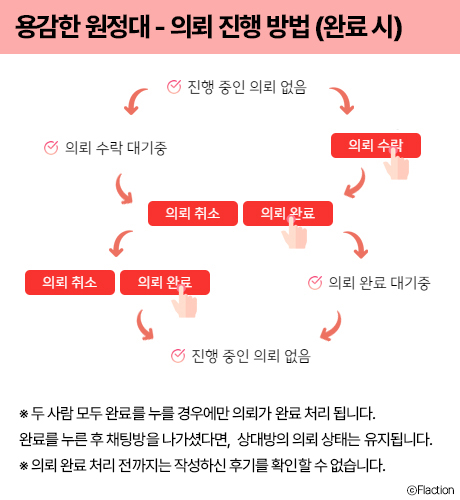 용감한 원정대 - 의뢰 진행 방법 (완료 시)
진행 중인 의뢰 없음
의뢰 수락 대기중
의뢰 수락
의뢰 취소
의뢰 완료
의뢰 취소
의뢰 완료
의뢰 완료 대기중
진행 중인 의뢰 없음
※ 두 사람 모두 완료를 누를 경우에만 의뢰가 완료 처리 됩니다.
완료를 누른 후 채팅방을 나가셨다면, 상대방의 의뢰 상태는 유지됩니다.
※ 의뢰 완료 처리 전까지는 작성하신 후기를 확인할 수 없습니다.
ⓒFlaction